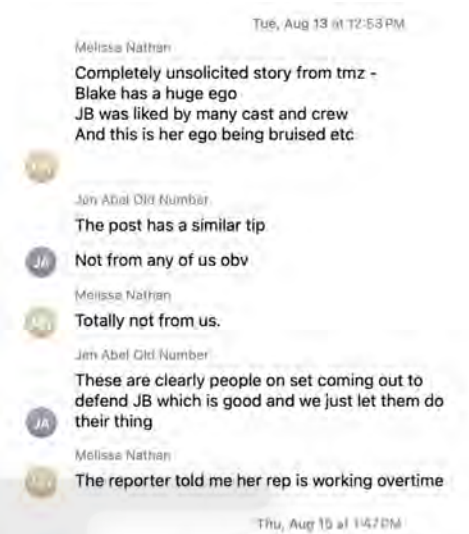 Tue, Aug 13 at 12:53 PM
Melissa Nathan
Completely unsolicited story from tmz -
Blake has a huge ego
JB was liked by many cast and crew
And this is her ego being bruised etc
Jen Abel Old Number
The post has a similar tip
JA
Not from any of us obv
Melissa Nathan
Totally not from us.
Jen Abel Old Number
These are clearly people on set coming out to
defend JB which is good and we just let them do
JA
their thing
Melissa Nathan
The reporter told me her rep is working overtime
Thu, Aug 15 at 1:47 PM